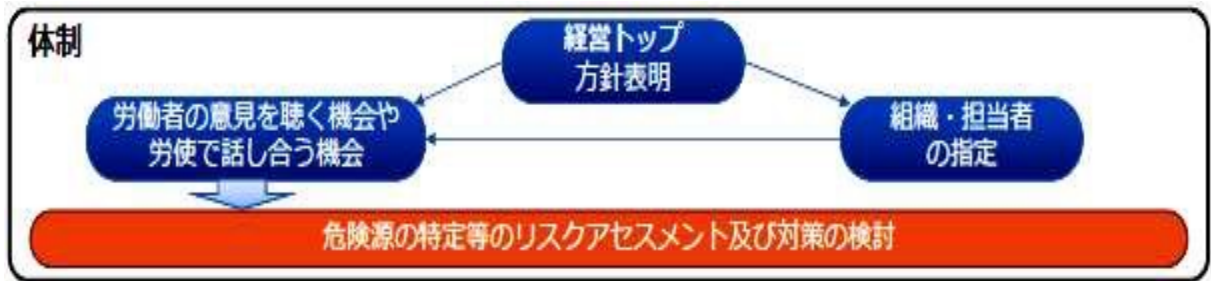 体制
経営トップ
方針表明
労働者の意見を聴く機会や
労使で話し合う機会
組織・担当者
の指定
危険源の特定等のリスクアセスメント及び対策の検討